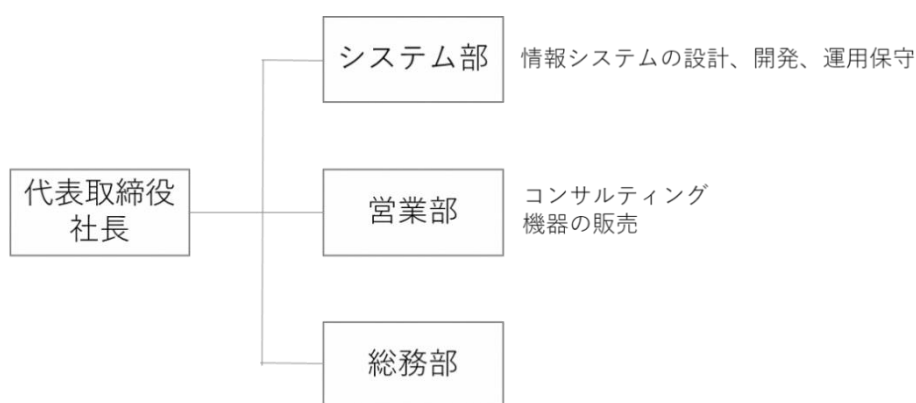 システム部
情報システムの設計、開発、運用保守
代表取締役
社長
営業部
コンサルティング
機器の販売
総務部